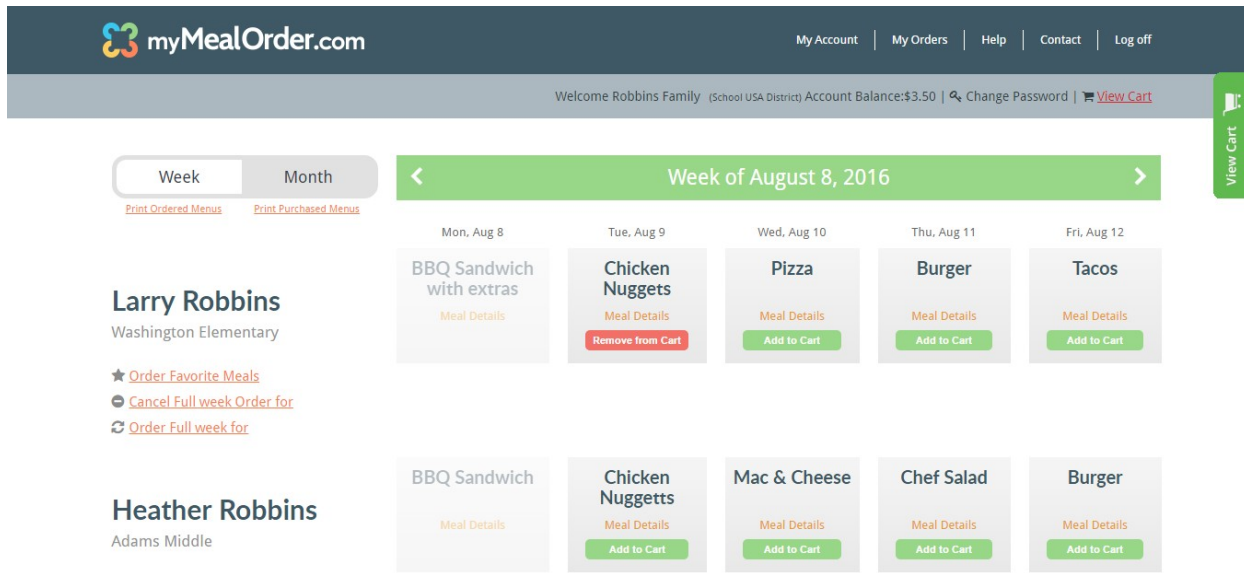 myMealOrder.com
My Account | My Orders | Help | Contact | Log off
Welcome Robbins Family (School USA District) Account Balance:$3.50 | Change Password | View Cart
View Cart
Week Month
Week of August 8, 2016
Print Ordered Menus Print Purchased Menus
Mon, Aug 8 Tue, Aug 9 Wed, Aug 10 Thu, Aug 11 Fri, Aug 12
Larry Robbins
Washington Elementary
Order Favorite Meals
Cancel Full week Order for
Order Full week for
BBQ Sandwich
with extras
Meal Details
Chicken
Nuggets
Meal Details
Remove from Cart
Pizza
Meal Details
Add to Cart
Burger
Meal Details
Add to Cart
Tacos
Meal Details
Add to Cart
Heather Robbins
Adams Middle
BBQ Sandwich
Meal Details
Chicken
Nuggetts
Meal Details
Add to Cart
Mac & Cheese
Meal Details
Add to Cart
Chef Salad
Meal Details
Add to Cart
Burger
Meal Details
Add to Cart